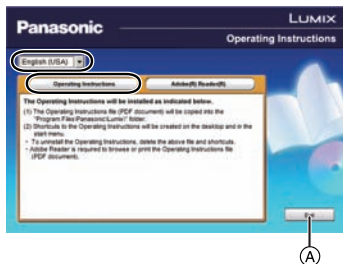 Panasonic
LUMIX
Operating Instructions
English (USA)
Operating Instructions
Adobe(R) Reader(R)
The Operating Instructions will be installed as indicated below.
(1) The Operating Instructions file (PDF document) will be copied into the
"Program Files\Panasonic\Lumix\" folder.
(2) Shortcuts to the Operating Instructions will be created on the desktop and in the
start menu.
- To uninstall the Operating Instructions, delete the above file and shortcuts.
- Adobe Reader is required to browse or print the Operating Instructions file
(PDF document).
Exit
A